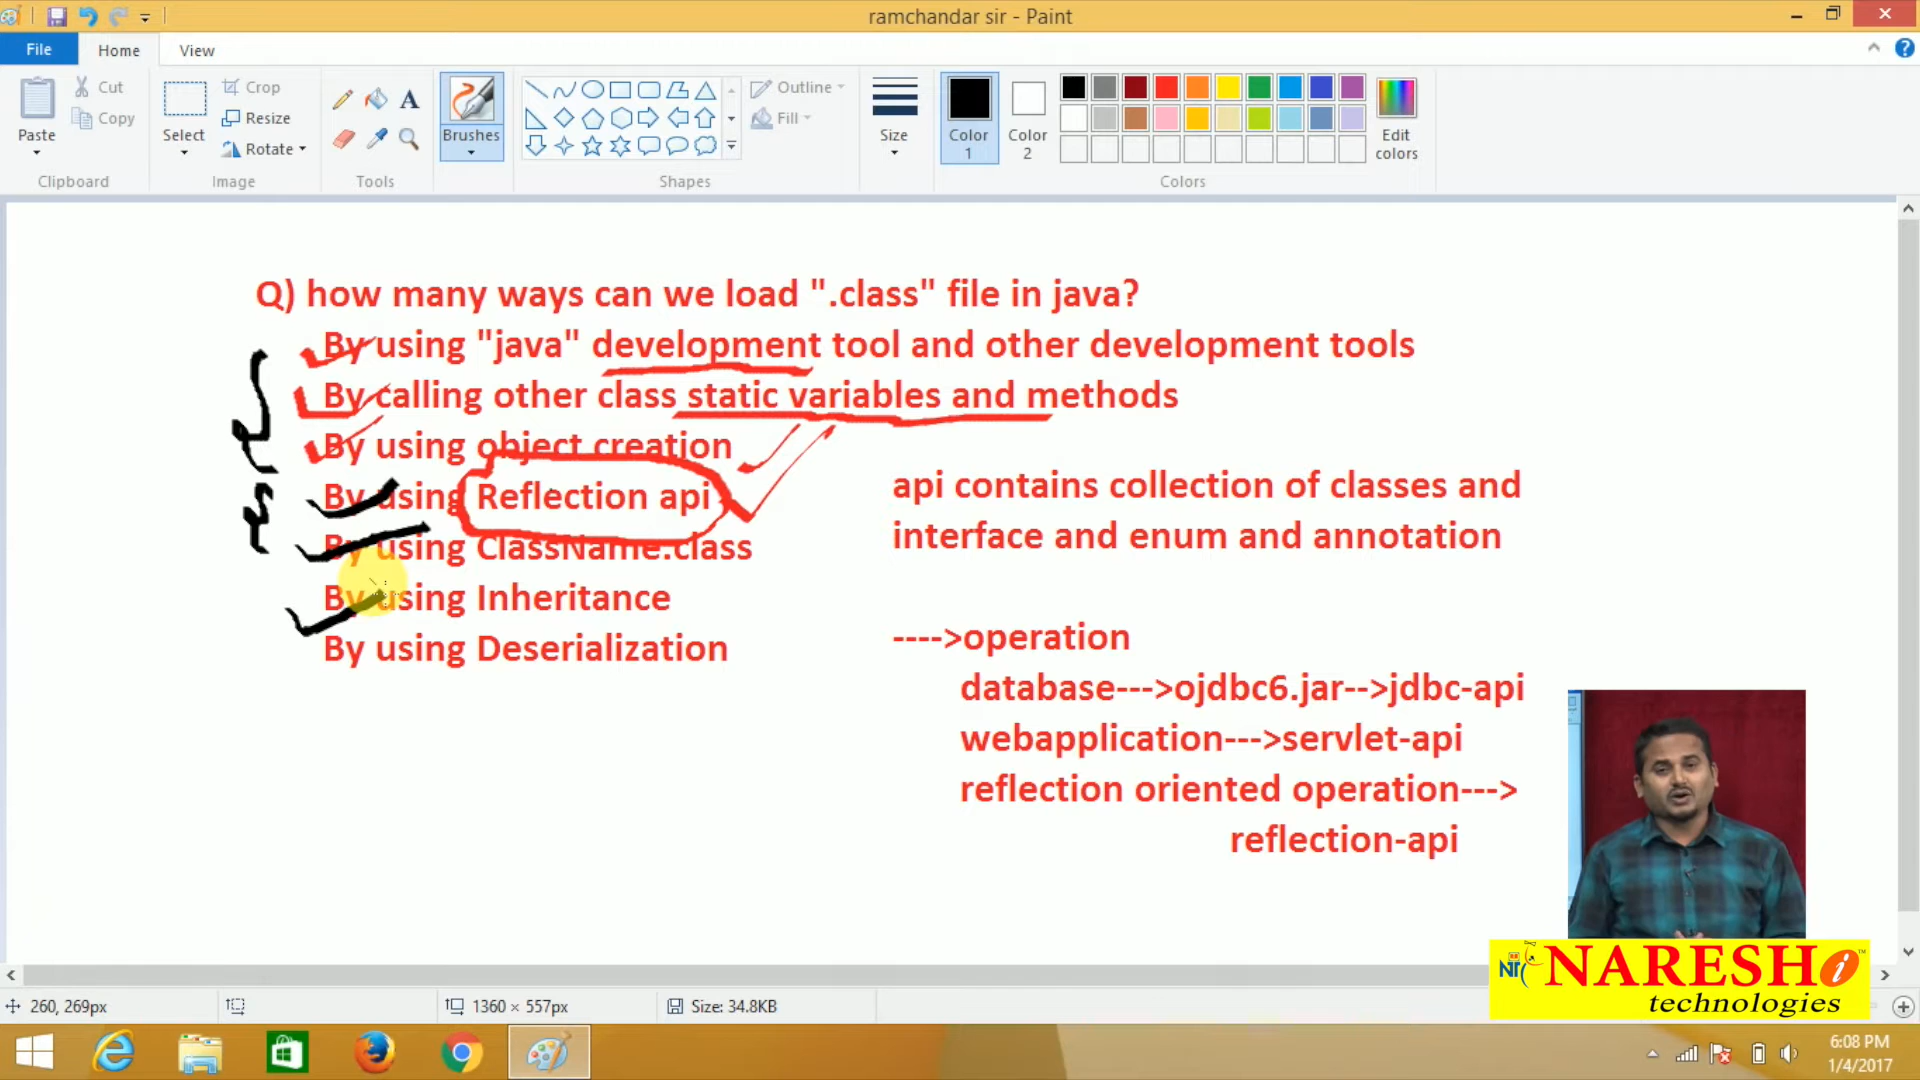 ramchandar sir - Paint
File Home View
Paste
Cut
Copy
Clipboard
Select
Crop
Resize
Rotate
Image
Tools
Brushes
Shapes
Outline
Fill
Size
Color 1
Color 2
Edit colors
Colors
Q) how many ways can we load ".class" file in java?
By using "java" development tool and other development tools
By calling other class static variables and methods
By using object creation
By using Reflection api
By using ClassName.class
By using Inheritance
By using Deserialization
api contains collection of classes and
interface and enum and annotation
---->operation
database--->ojdbc6.jar-->jdbc-api
webapplication--->servlet-api
reflection oriented operation--->
reflection-api
NARESH i
technologies
260, 269px
1360 × 557px
Size: 34.8KB
6:08 PM
1/4/2017